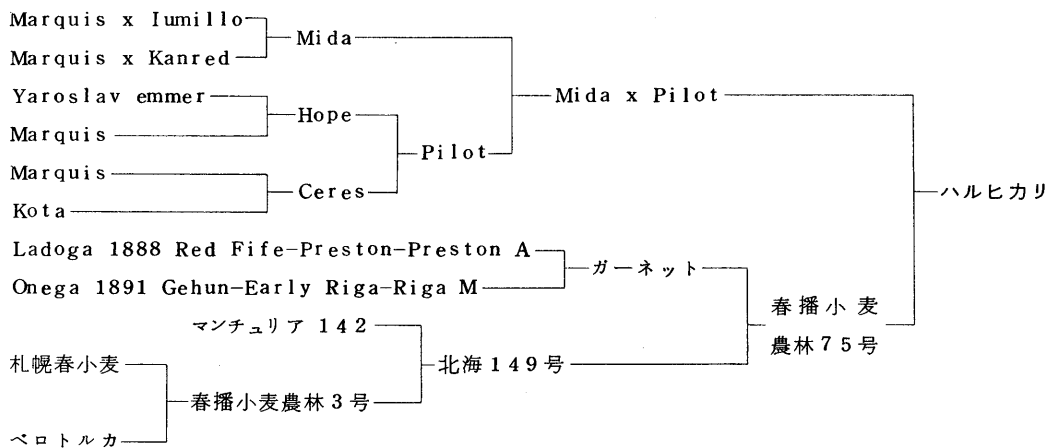 Marquis x Iumillo
Mida
Marquis x Kanred
Yaroslav emmer
Mida x Pilot
Hope
Marquis
Pilot
Marquis
Ceres
ハルヒカリ
Kota
Ladoga 1888 Red Fife-Preston-Preston A
ガーネット
Onega 1891 Gehun-Early Riga-Riga M
春播小麦
農林75号
マンチュリア 142
札幌春小麦
北海149号
春播小麦農林3号
ベロトルカ